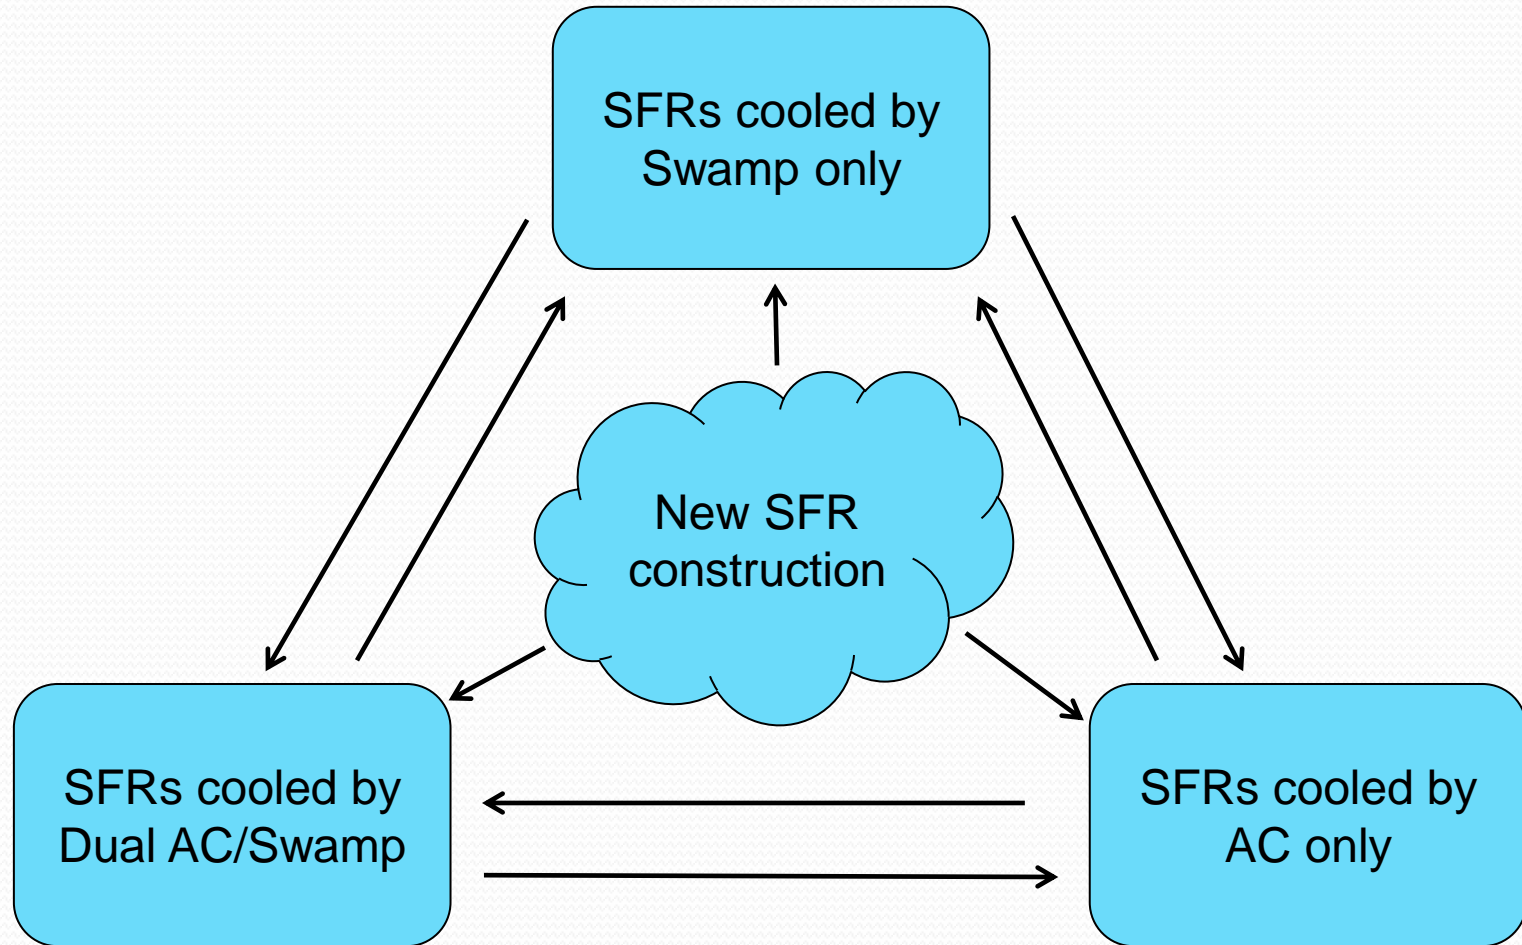 SFRs cooled by
Swamp only
New SFR
construction
SFRs cooled by
Dual AC/Swamp
SFRs cooled by
AC only